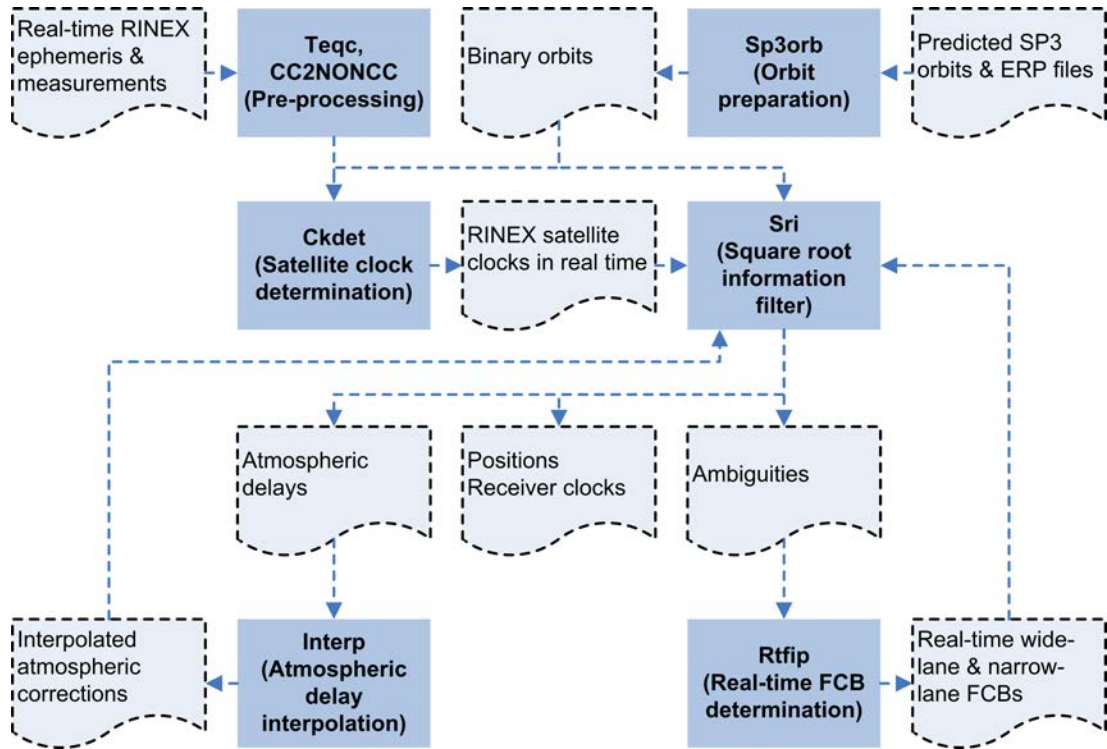 Real-time RINEX
ephemeris &
measurements
Teqc,
CC2NONCC
(Pre-processing)
Binary orbits
Sp3orb
(Orbit
preparation)
Predicted SP3
orbits & ERP files
Ckdet
(Satellite clock
determination)
RINEX satellite
clocks in real time
Sri
(Square root
information
filter)
Atmospheric
delays
Positions
Receiver clocks
Ambiguities
Interpolated
atmospheric
corrections
Interp
(Atmospheric
delay
interpolation)
Rtfip
(Real-time FCB
determination)
Real-time wide-
lane & narrow-
lane FCBs